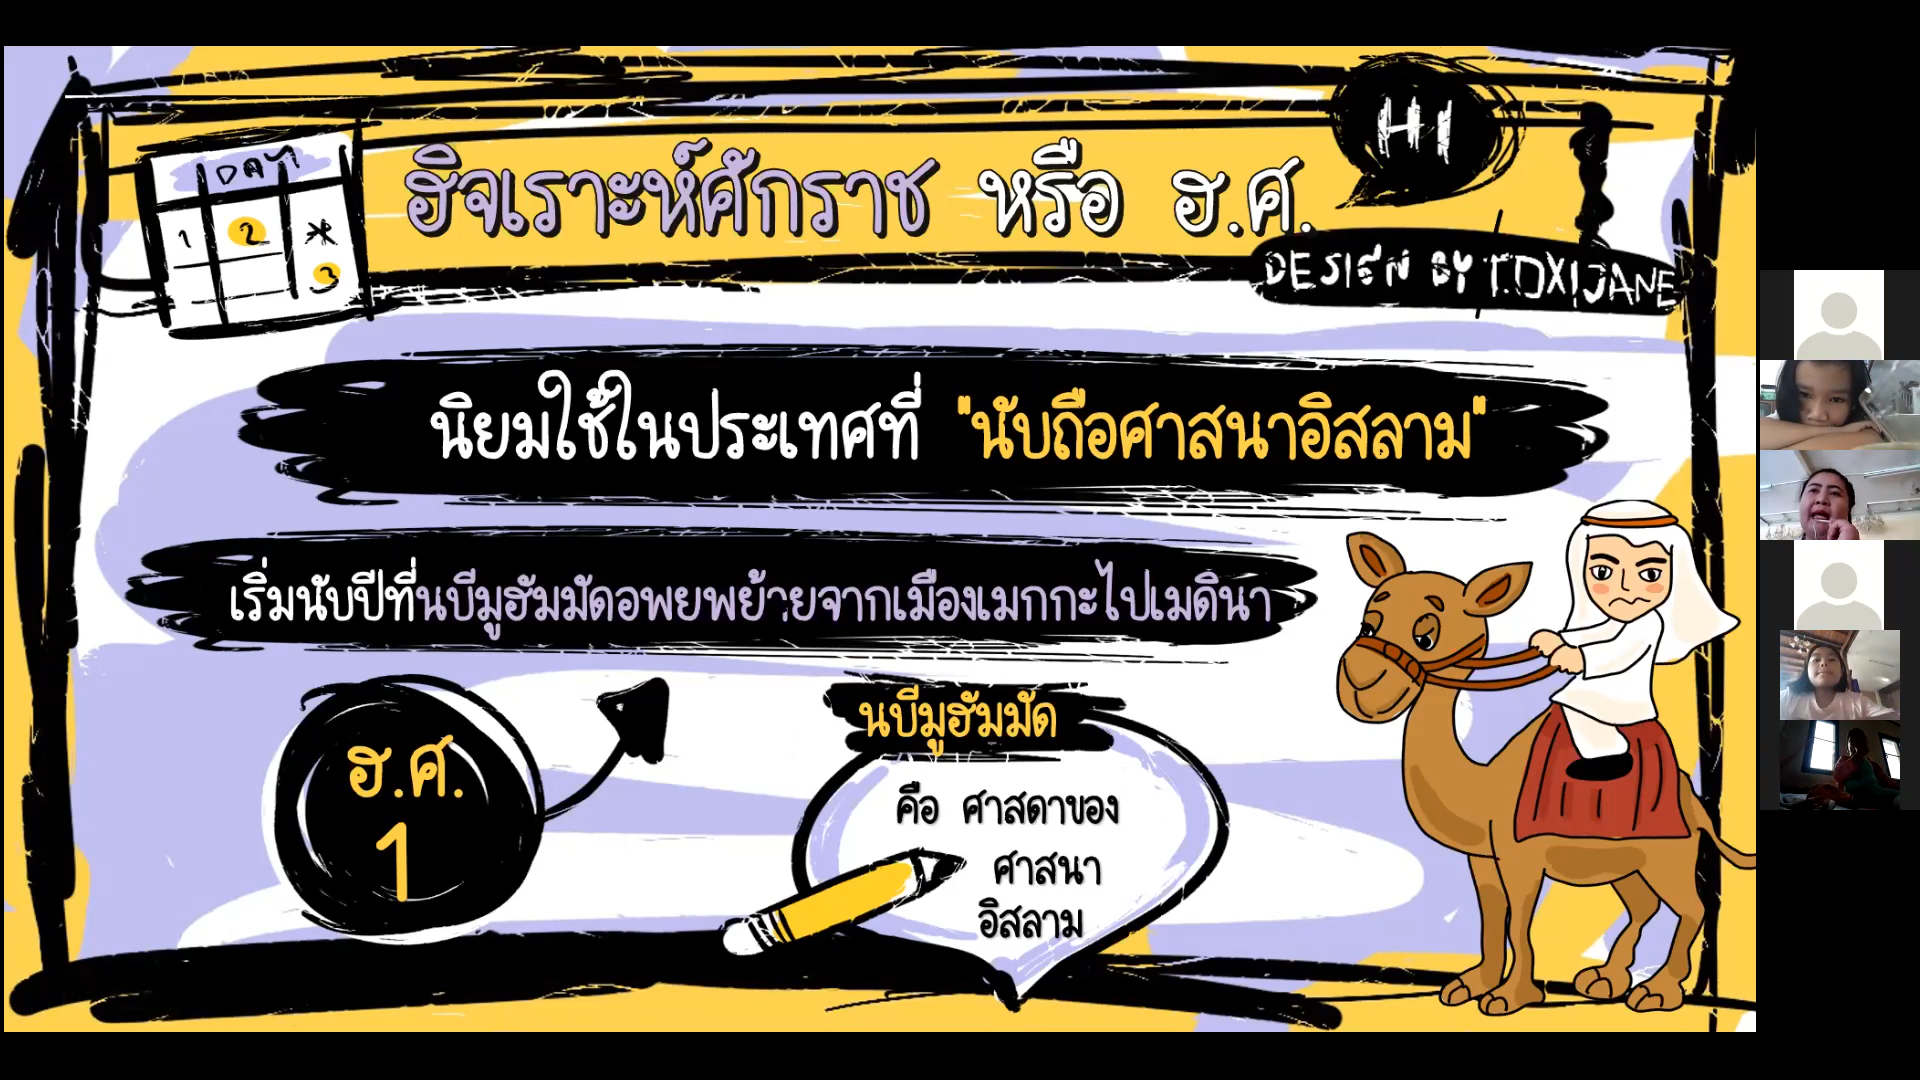 DAY
1 2
3
ฮิจเราะห์ศักราช หรือ ฮ.ศ.
HI
DESIGN BY TOXIJANE
นิยมใช้ในประเทศที่ "นับถือศาสนาอิสลาม"
เริ่มนับปีที่นบีมูฮัมมัดอพยพย้ายจากเมืองเมกกะไปเมดินา
ฮ.ศ.
1
นบีมูฮัมมัด
คือ ศาสดาของ
ศาสนา
อิสลาม